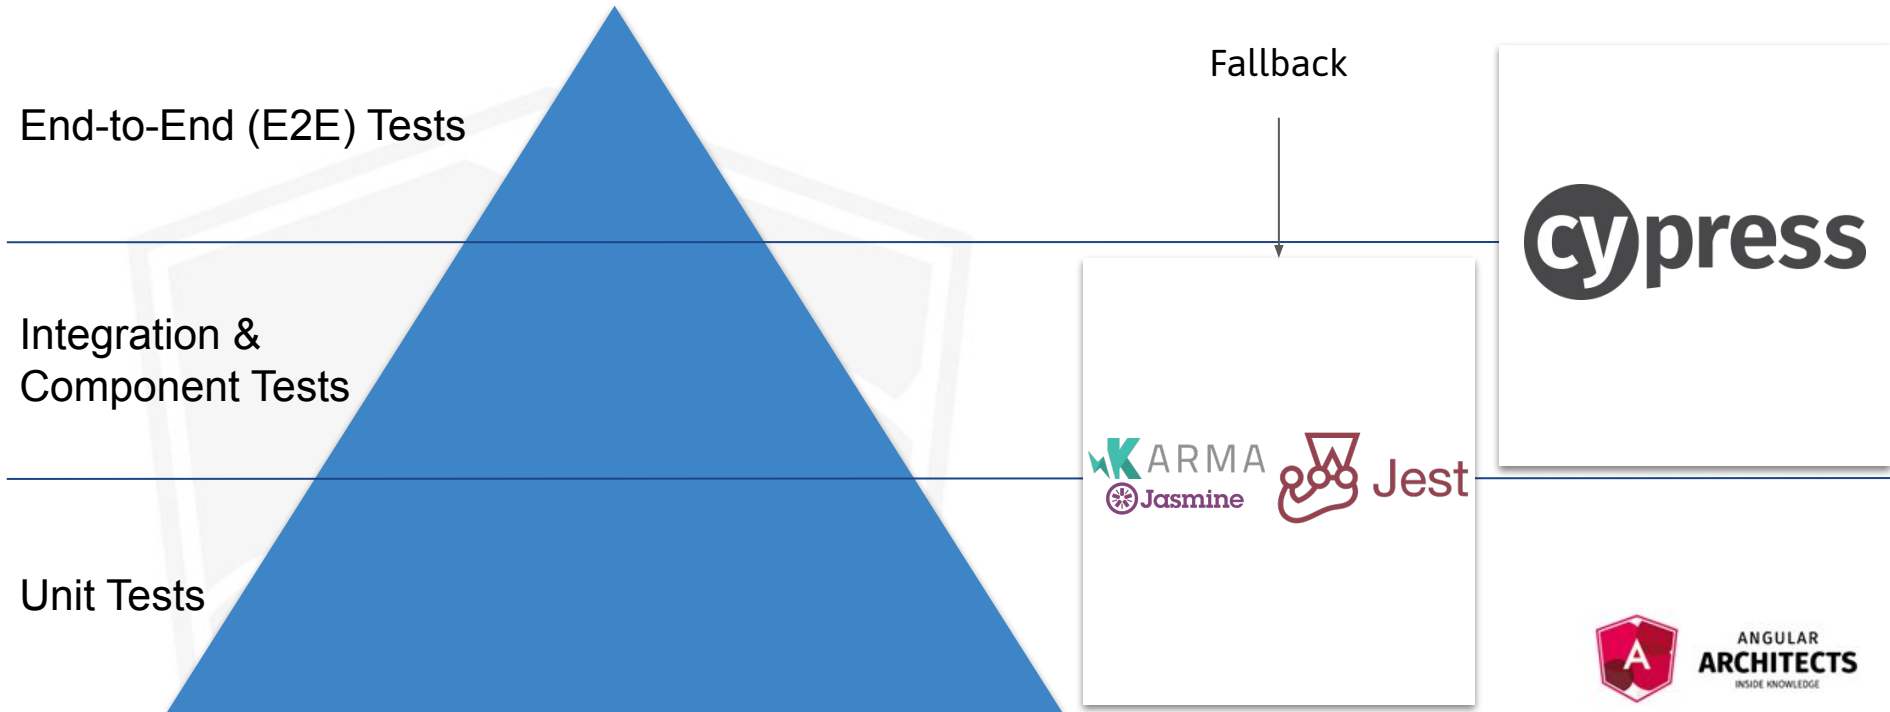 End-to-End (E2E) Tests
Fallback
cypress
Integration &
Component Tests
KARMA
Jasmine
Jest
Unit Tests
A
ANGULAR
ARCHITECTS
INSIDE KNOWLEDGE